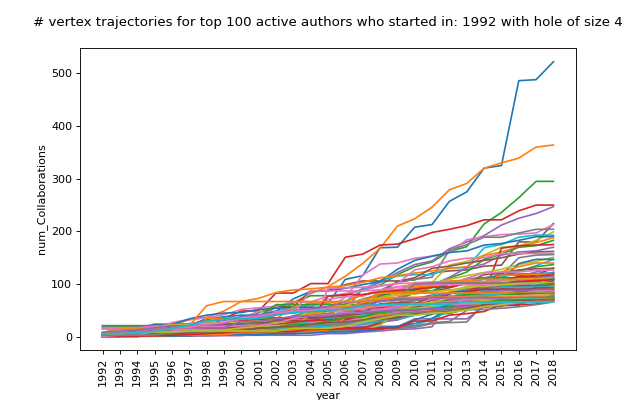 # vertex trajectories for top 100 active authors who started in: 1992 with hole of size 4
num_Collaborations
500
400
300
200
100
0
1992 1993 1994 1995 1996 1997 1998 1999 2000 2001 2002 2003 2004 2005 2006 2007 2008 2009 2010 2011 2012 2013 2014 2015 2016 2017 2018
year